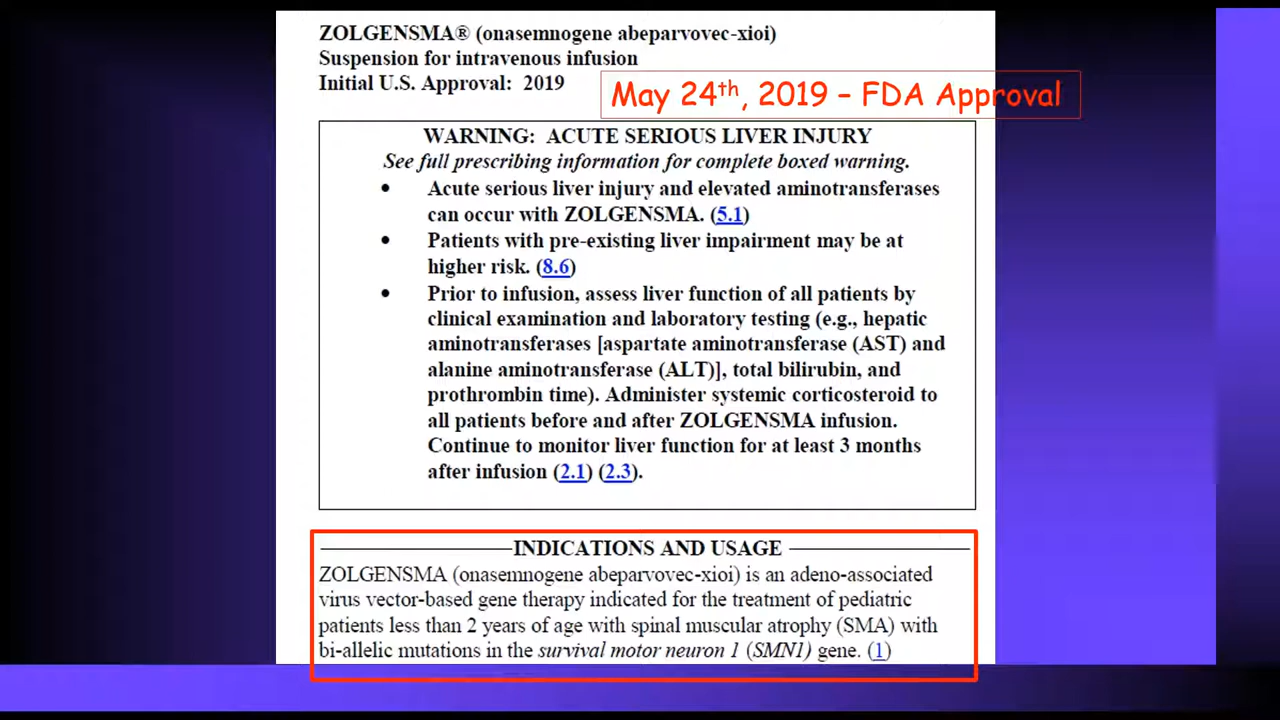 ZOLGENSMA® (onasemnogene abeparvovec-xioi)
Suspension for intravenous infusion
Initial U.S. Approval: 2019
May 24th, 2019 – FDA Approval
WARNING: ACUTE SERIOUS LIVER INJURY
See full prescribing information for complete boxed warning.
• Acute serious liver injury and elevated aminotransferases
can occur with ZOLGENSMA. (5.1)
• Patients with pre-existing liver impairment may be at
higher risk. (8.6)
• Prior to infusion, assess liver function of all patients by
clinical examination and laboratory testing (e.g., hepatic
aminotransferases [aspartate aminotransferase (AST) and
alanine aminotransferase (ALT)], total bilirubin, and
prothrombin time). Administer systemic corticosteroid to
all patients before and after ZOLGENSMA infusion.
Continue to monitor liver function for at least 3 months
after infusion (2.1) (2.3).
INDICATIONS AND USAGE
ZOLGENSMA (onasemnogene abeparvovec-xioi) is an adeno-associated
virus vector-based gene therapy indicated for the treatment of pediatric
patients less than 2 years of age with spinal muscular atrophy (SMA) with
bi-allelic mutations in the survival motor neuron 1 (SMN1) gene. (1)